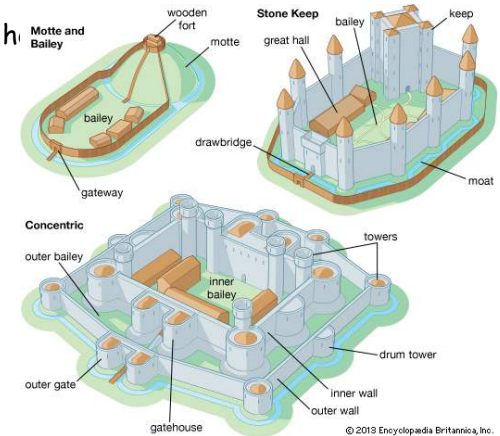 h
Motte and
Bailey
wooden
fort
motte
bailey
gateway
Stone Keep
bailey
keep
great hall
drawbridge
moat
Concentric
outer bailey
inner
bailey
towers
drum tower
outer gate
inner wall
outer wall
gatehouse
© 2013 Encyclopædia Britannica, Inc.